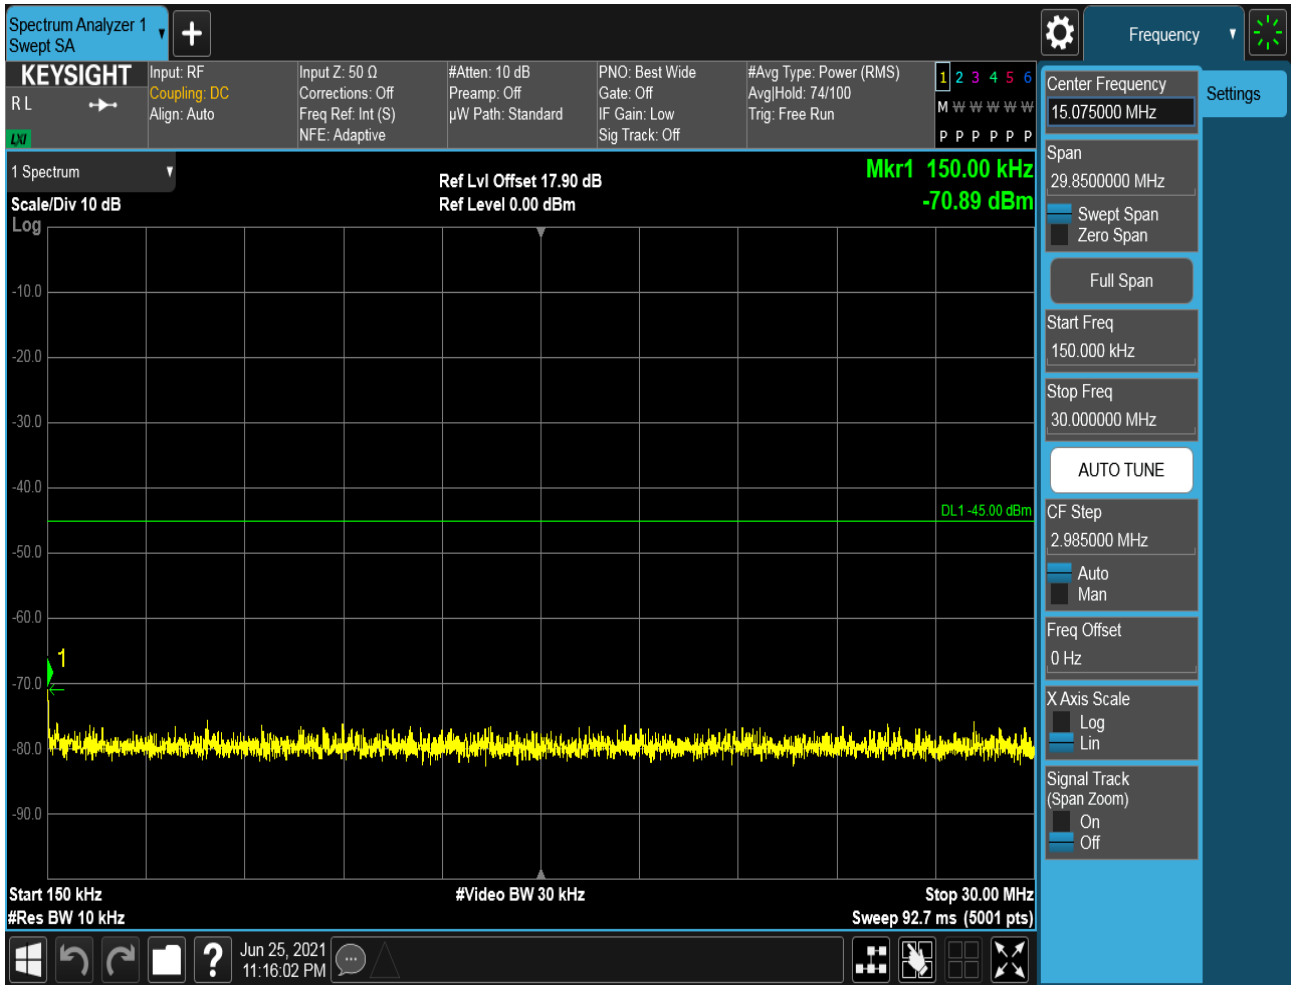 Spectrum Analyzer 1
Swept SA
Frequency
KEYSIGHT
R L
LXI
Input: RF
Coupling: DC
Align: Auto
Input Z: 50 Ω
Corrections: Off
Freq Ref: Int (S)
NFE: Adaptive
#Atten: 10 dB
Preamp: Off
µW Path: Standard
PNO: Best Wide
Gate: Off
IF Gain: Low
Sig Track: Off
#Avg Type: Power (RMS)
Avg|Hold: 74/100
Trig: Free Run
1 2 3 4 5 6
M W W W W W
P P P P P P
1 Spectrum
Scale/Div 10 dB
Log
Ref Lvl Offset 17.90 dB
Ref Level 0.00 dBm
Mkr1 150.00 kHz
-70.89 dBm
-10.0
-20.0
-30.0
-40.0
DL1 -45.00 dBm
-50.0
-60.0
1
-70.0
-80.0
-90.0
Start 150 kHz
#Res BW 10 kHz
#Video BW 30 kHz
Stop 30.00 MHz
Sweep 92.7 ms (5001 pts)
?
Jun 25, 2021
11:16:02 PM
Center Frequency
15.075000 MHz
Settings
Span
29.8500000 MHz
Swept Span
Zero Span
Full Span
Start Freq
150.000 kHz
Stop Freq
30.000000 MHz
AUTO TUNE
CF Step
2.985000 MHz
Auto
Man
Freq Offset
0 Hz
X Axis Scale
Log
Lin
Signal Track
(Span Zoom)
On
Off